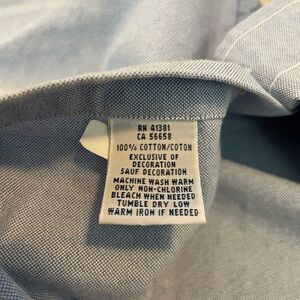 RN 41381
CA 56658
100% COTTON/COTON
EXCLUSIVE OF
DECORATION
SAUF DECORATION
MACHINE WASH WARM
ONLY NON-CHLORINE
BLEACH WHEN NEEDED
TUMBLE DRY LOW
WARM IRON IF NEEDED